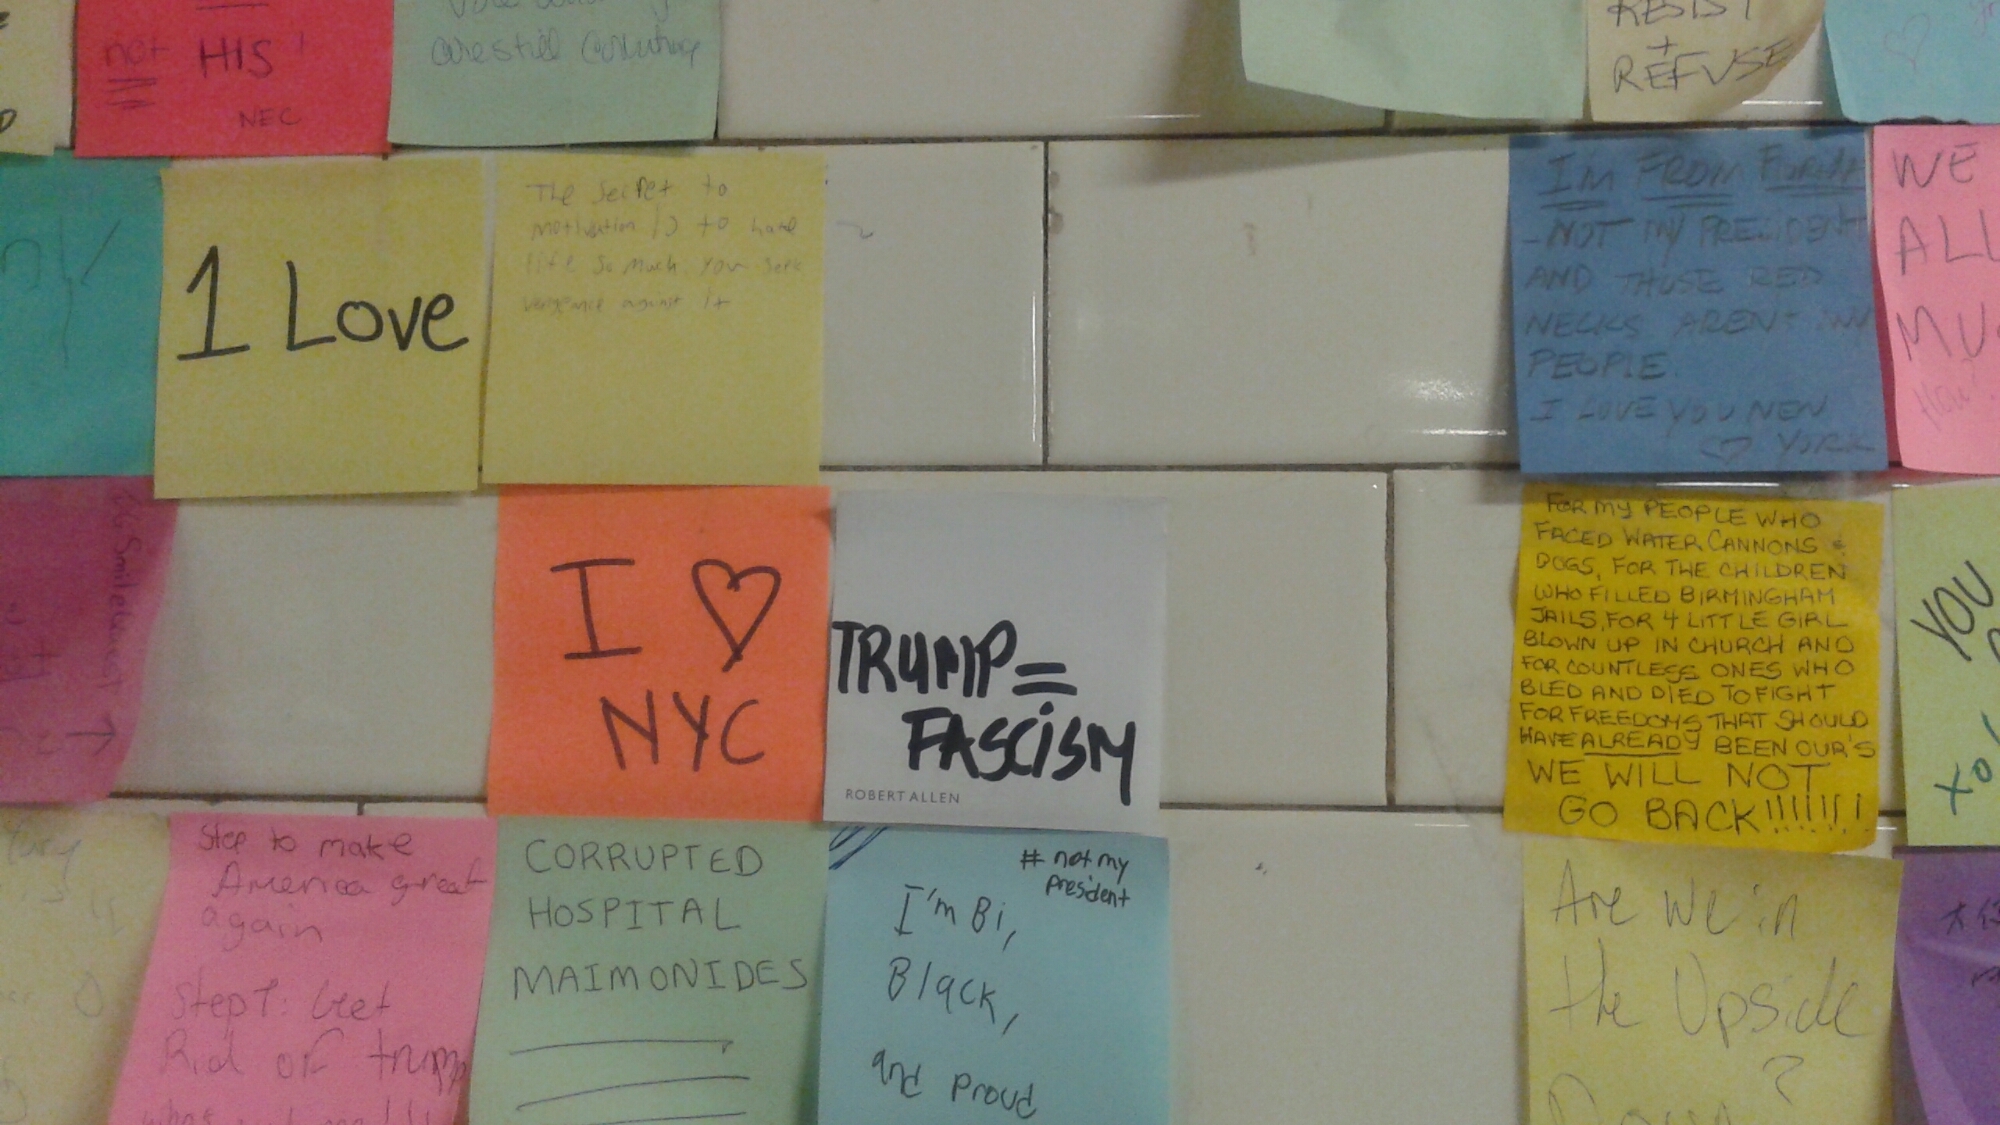 not HIS
NEC
are still
RESIST
+
REFUSE
1 Love
The Secret to
motivation is to hate
life so much you seek
vengeance against it
I'M FROM
- NOT MY PRESIDENT
AND THOSE RED
NECKS AREN'T
PEOPLE.
I LOVE YOU NEW
YORK
WE
ALL
I ♡
NYC
TRUMP =
FASCISM
ROBERT ALLEN
FOR MY PEOPLE WHO
FACED WATER CANNONS &
DOGS, FOR THE CHILDREN
WHO FILLED BIRMINGHAM
JAILS, FOR 4 LITTLE GIRL
BLOWN UP IN CHURCH AND
FOR COUNTLESS ONES WHO
BLED AND DIED TO FIGHT
FOR FREEDOMS THAT SHOULD
HAVE ALREADY BEEN OUR'S
WE WILL NOT
GO BACK!!!!!!!!
YOU
XO
Step to make
America great
again
Step 1: Get
Rid of trump
CORRUPTED
HOSPITAL
MAIMONIDES
# not my
president
I'm Bi,
Black,
and Proud
Are we in
the Upside
Down?